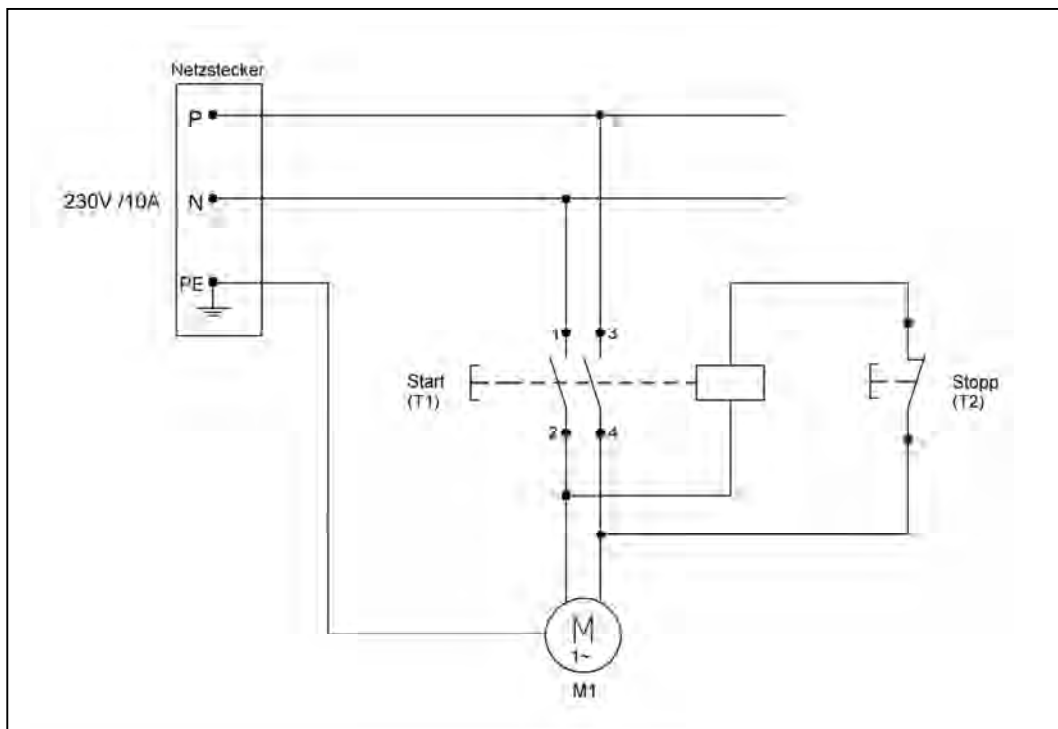 Netzstecker
P
230V /10A
N
PE
1
3
Start
(T1)
Stopp
(T2)
2
4
M
1~
M1